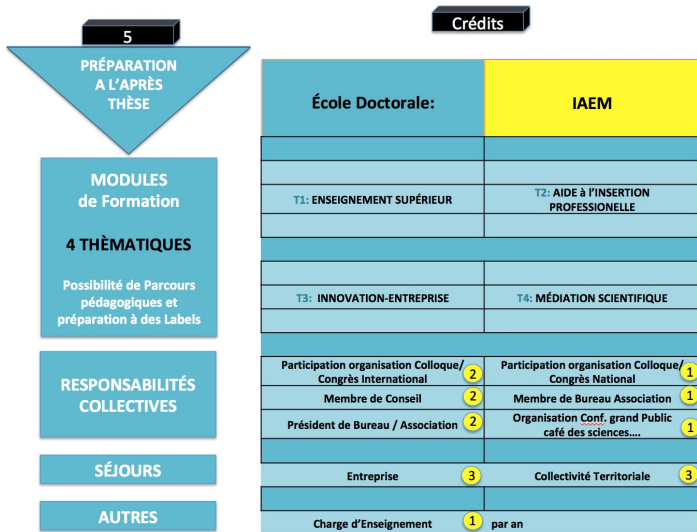 5
Crédits
PRÉPARATION
A L’APRÈS
THÈSE
École Doctorale:
IAEM
MODULES
de Formation
4 THÈMATIQUES
Possibilité de Parcours
pédagogiques et
préparation à des Labels
T1: ENSEIGNEMENT SUPÉRIEUR
T2: AIDE à l’INSERTION
PROFESSIONELLE
T3: INNOVATION-ENTREPRISE
T4: MÉDIATION SCIENTIFIQUE
RESPONSABILITÉS
COLLECTIVES
Participation organisation Colloque/
Congrès International
2
Participation organisation Colloque/
Congrès National
1
Membre de Conseil
2
Membre de Bureau Association
1
Président de Bureau / Association
2
Organisation Conf. grand Public
café des sciences....
1
SÉJOURS
Entreprise
3
Collectivité Territoriale
3
AUTRES
Charge d’Enseignement
1
par an